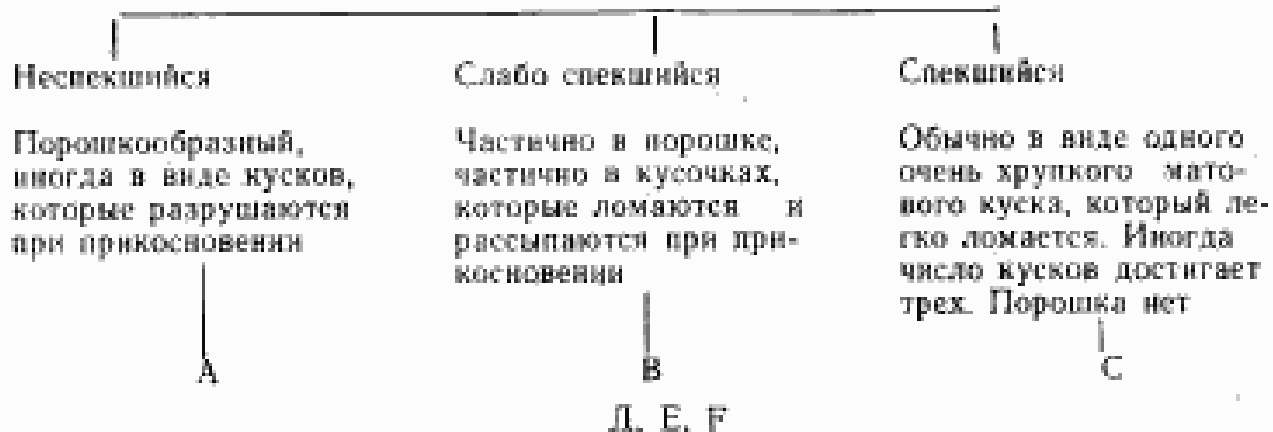 Неспекшийся
Порошкообразный,
иногда в виде кусков,
которые разрушаются
при прикосновении
А
Слабо спекшийся
Частично в порошке,
частично в кусочках,
которые ломаются и
рассыпаются при при-
косновении
В
Спекшийся
Обычно в виде одного
очень хрупкого мато-
вого куска, который ле-
гко ломается. Иногда
число кусков достигает
трех. Порошка нет
С
Д, Е, F